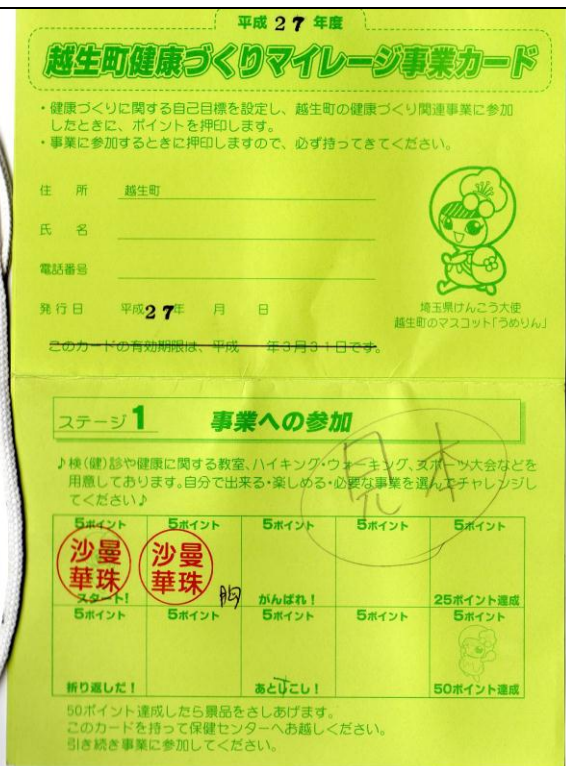 平成 27 年度
越生町健康づくりマイレージ事業カード
・健康づくりに関する自己目標を設定し、越生町の健康づくり関連事業に参加
したときに、ポイントを押印します。
・事業に参加するときに押印しますので、必ず持ってきてください。
住 所 越生町
氏 名
電話番号
発行日 平成27年 月 日
埼玉県けんこう大使
越生町のマスコット「うめりん」
このカードの有効期限は、平成 年3月31日です。
ステージ1 事業への参加
見本
♪検(健)診や健康に関する教室、ハイキング・ウォーキング、スポーツ大会などを
用意しております。自分で出来る・楽しめる・必要な事業を選んでチャレンジし
てください♪
5ポイント 5ポイント 5ポイント 5ポイント 5ポイント
沙曼 沙曼
華珠 華珠
胸
スタート! がんばれ! 25ポイント達成
5ポイント 5ポイント 5ポイント 5ポイント 5ポイント
折り返しだ! あと少こし! 50ポイント達成
50ポイント達成したら景品をさしあげます。
このカードを持って保健センターへお越しください。
引き続き事業に参加してください。